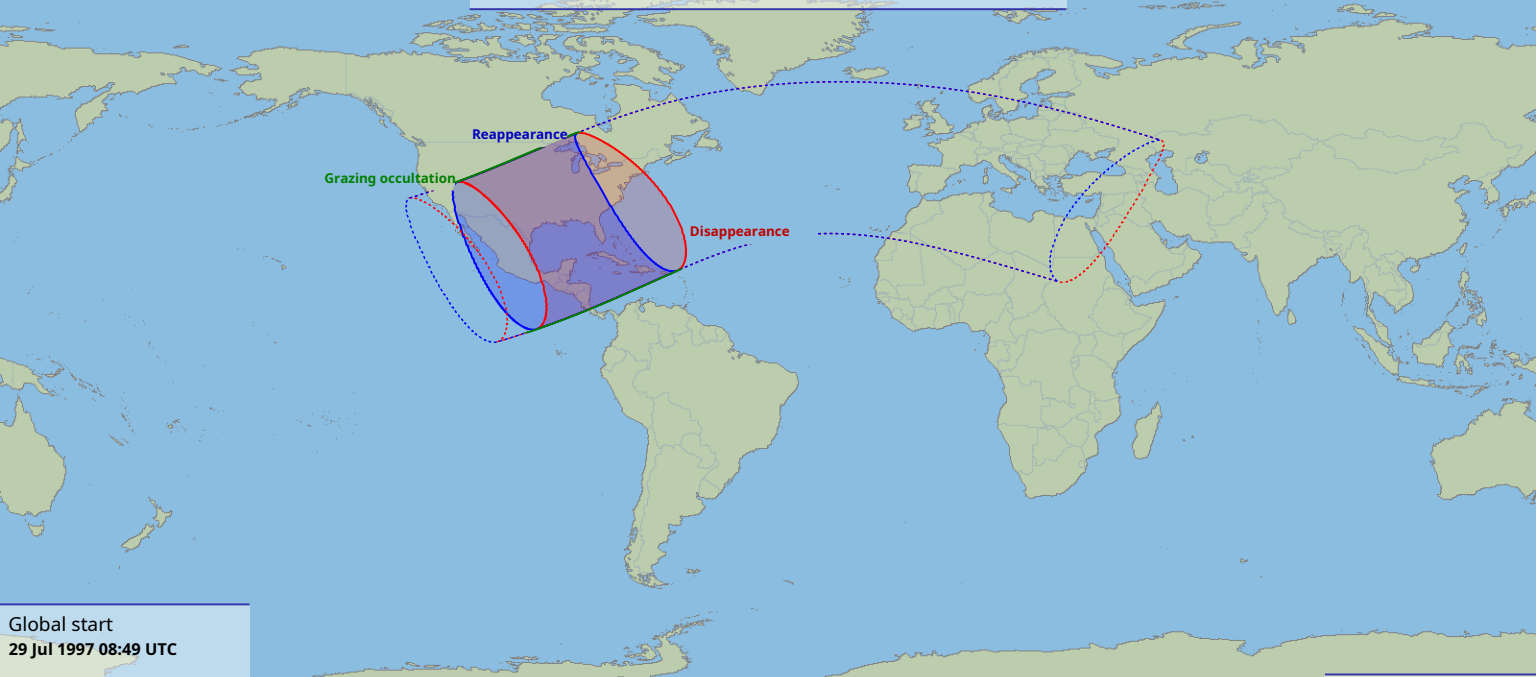 Reappearance
Grazing occultation
Disappearance
Global start
29 Jul 1997 08:49 UTC